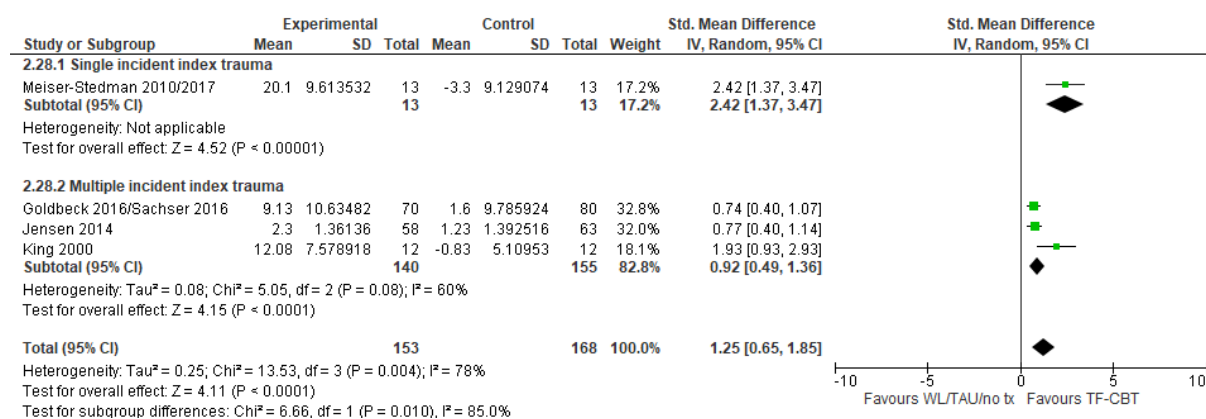 Experimental Control Std. Mean Difference Std. Mean Difference
Study or Subgroup Mean SD Total Mean SD Total Weight IV, Random, 95% CI IV, Random, 95% CI
2.28.1 Single incident index trauma
Meiser-Stedman 2010/2017 20.1 9.613532 13 -3.3 9.129074 13 17.2% 2.42 [1.37, 3.47]
Subtotal (95% CI) 13 13 17.2% 2.42 [1.37, 3.47]
Heterogeneity: Not applicable
Test for overall effect: Z = 4.52 (P < 0.00001)
2.28.2 Multiple incident index trauma
Goldbeck 2016/Sachser 2016 9.13 10.63482 70 1.6 9.785924 80 32.8% 0.74 [0.40, 1.07]
Jensen 2014 2.3 1.36136 58 1.23 1.392516 63 32.0% 0.77 [0.40, 1.14]
King 2000 12.08 7.578918 12 -0.83 5.10953 12 18.1% 1.93 [0.93, 2.93]
Subtotal (95% CI) 140 155 82.8% 0.92 [0.49, 1.36]
Heterogeneity: Tau² = 0.08; Chi² = 5.05, df = 2 (P = 0.08); I² = 60%
Test for overall effect: Z = 4.15 (P < 0.0001)
Total (95% CI) 153 168 100.0% 1.25 [0.65, 1.85]
Heterogeneity: Tau² = 0.25; Chi² = 13.53, df = 3 (P = 0.004); I² = 78%
Test for overall effect: Z = 4.11 (P < 0.0001)
Test for subgroup differences: Chi² = 6.66, df = 1 (P = 0.010), I² = 85.0%
-10 -5 0 5 10
Favours WL/TAU/no tx Favours TF-CBT